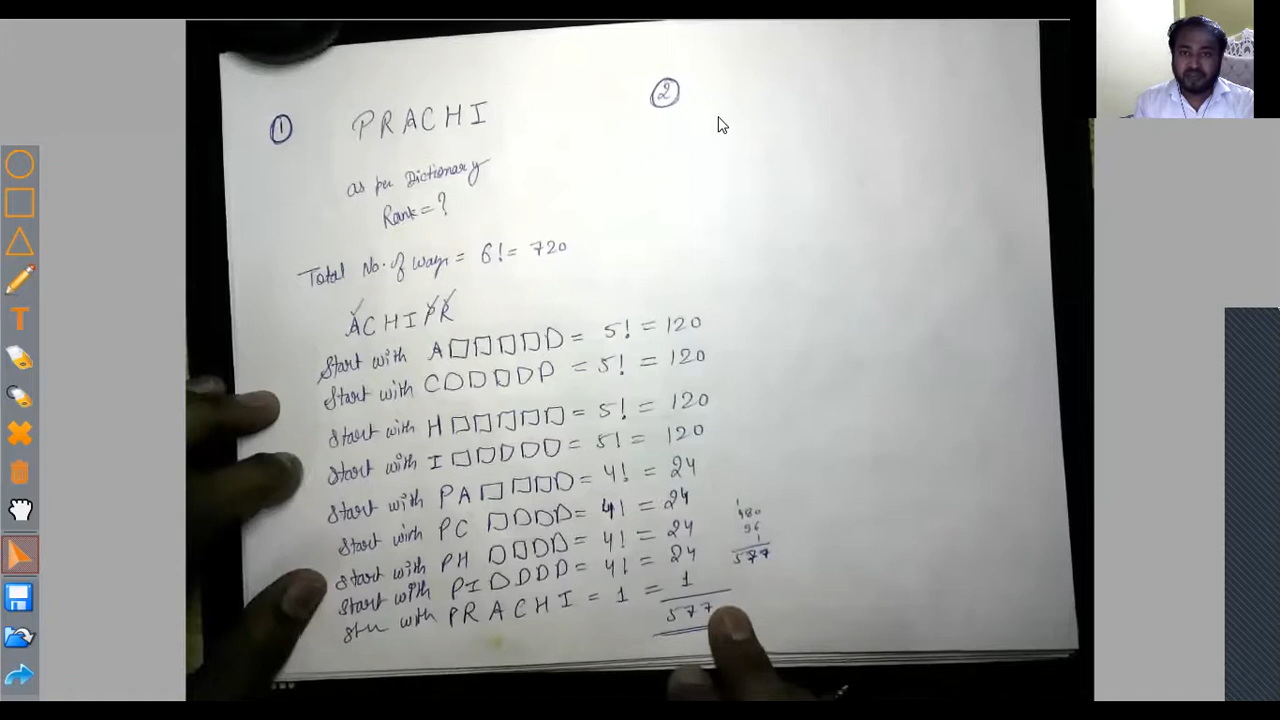 ① PRACHI
as per Dictionary
Rank = ?
Total No. of ways = 6! = 720
ACHIPR
Start with A□□□□□ = 5! = 120
Start with C□□□□□ = 5! = 120
Start with H□□□□□ = 5! = 120
Start with I□□□□□ = 5! = 120
Start with PA□□□□ = 4! = 24
Start with PC□□□□ = 4! = 24
Start with PH□□□□ = 4! = 24
Start with PI□□□□ = 4! = 24
with PRACHI = 1 = 1
577
1
480
96
1
577
②
T